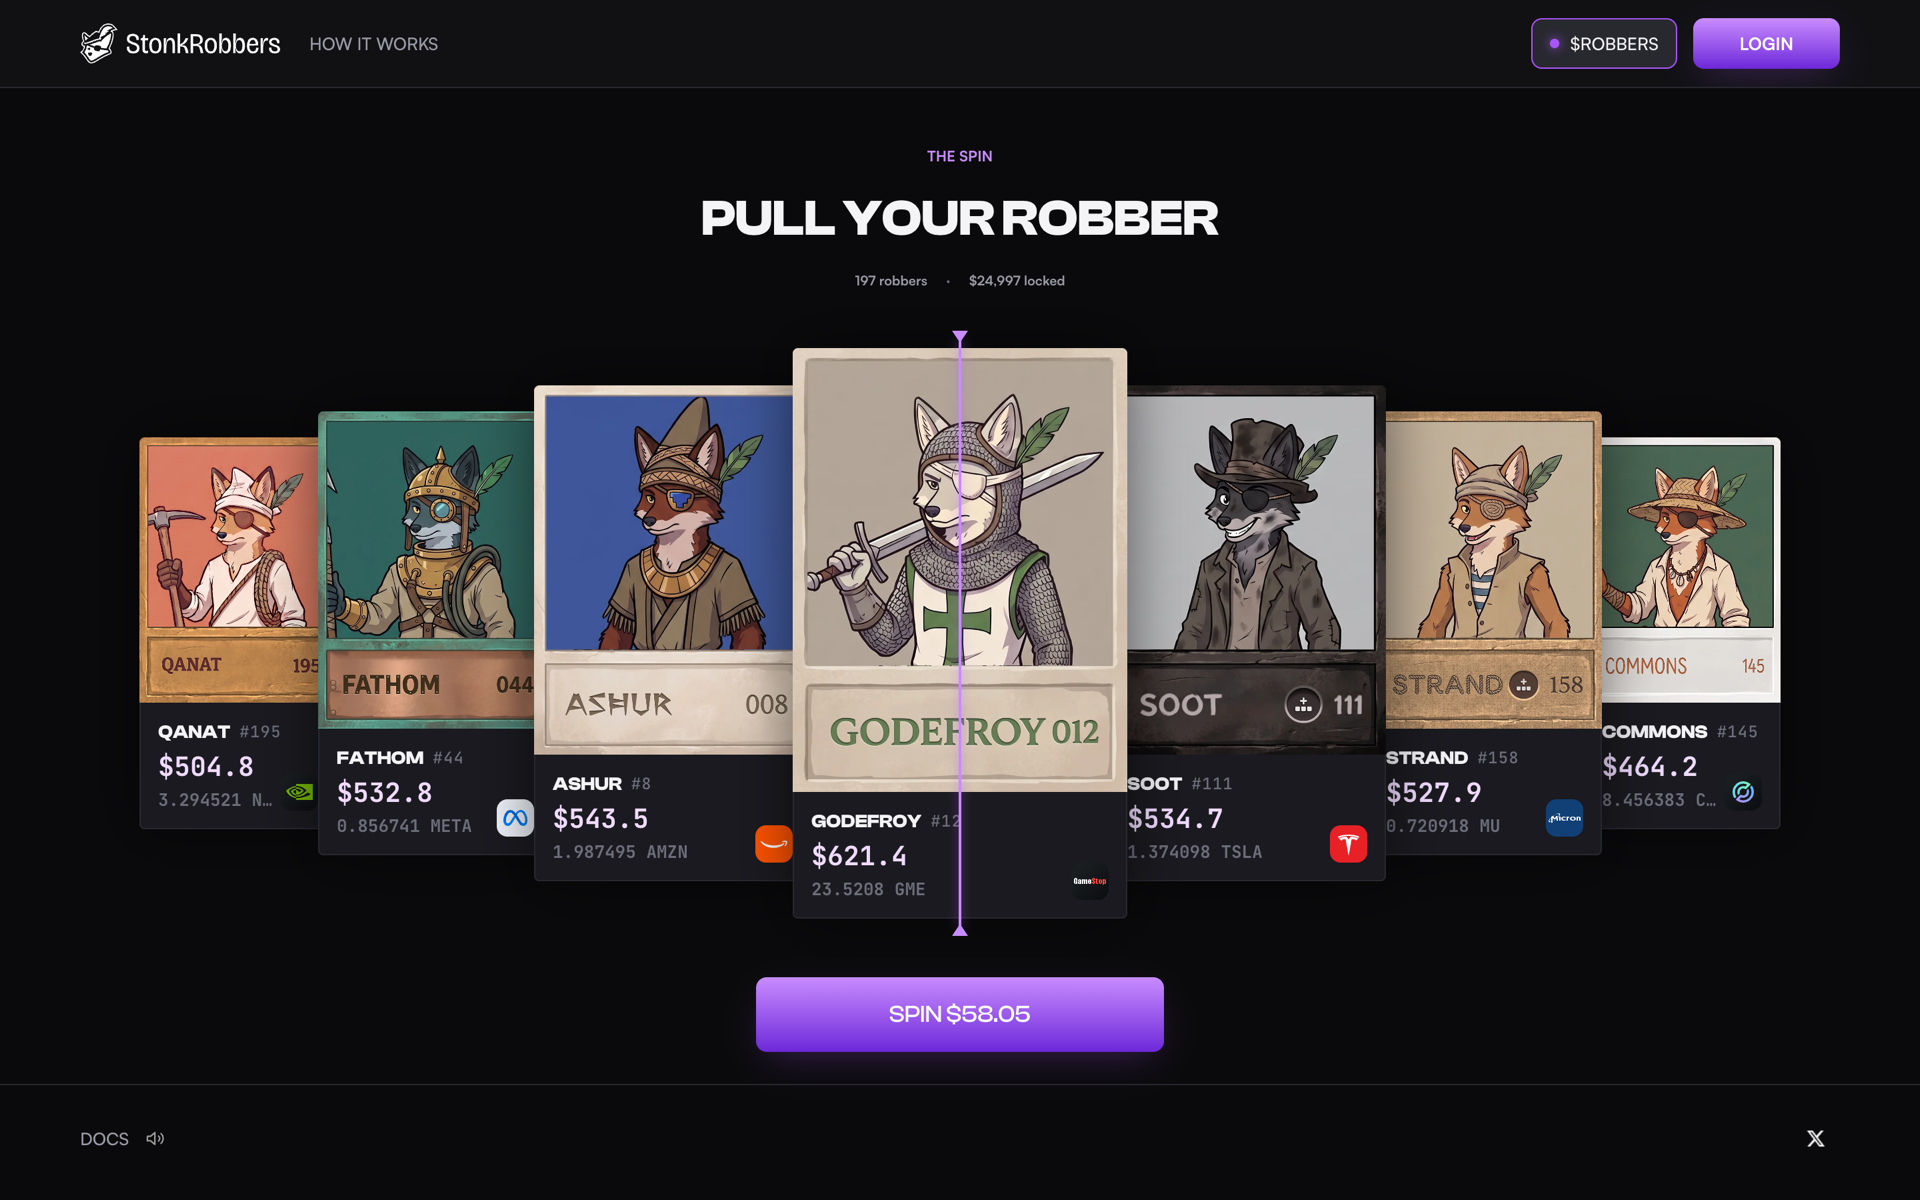 StonkRobbers
HOW IT WORKS
$ROBBERS
LOGIN
THE SPIN
PULL YOUR ROBBER
197 robbers · $24,997 locked
QANAT 195
QANAT #195
$504.8
3.294521 N...
FATHOM 044
FATHOM #44
$532.8
0.856741 META
ASHUR 008
ASHUR #8
$543.5
1.987495 AMZN
GODEFROY 012
GODEFROY #12
$621.4
23.5208 GME
GameStop
SOOT 111
SOOT #111
$534.7
1.374098 TSLA
STRAND 158
STRAND #158
$527.9
0.720918 MU
Micron
COMMONS 145
COMMONS #145
$464.2
8.456383 C...
SPIN $58.05
DOCS